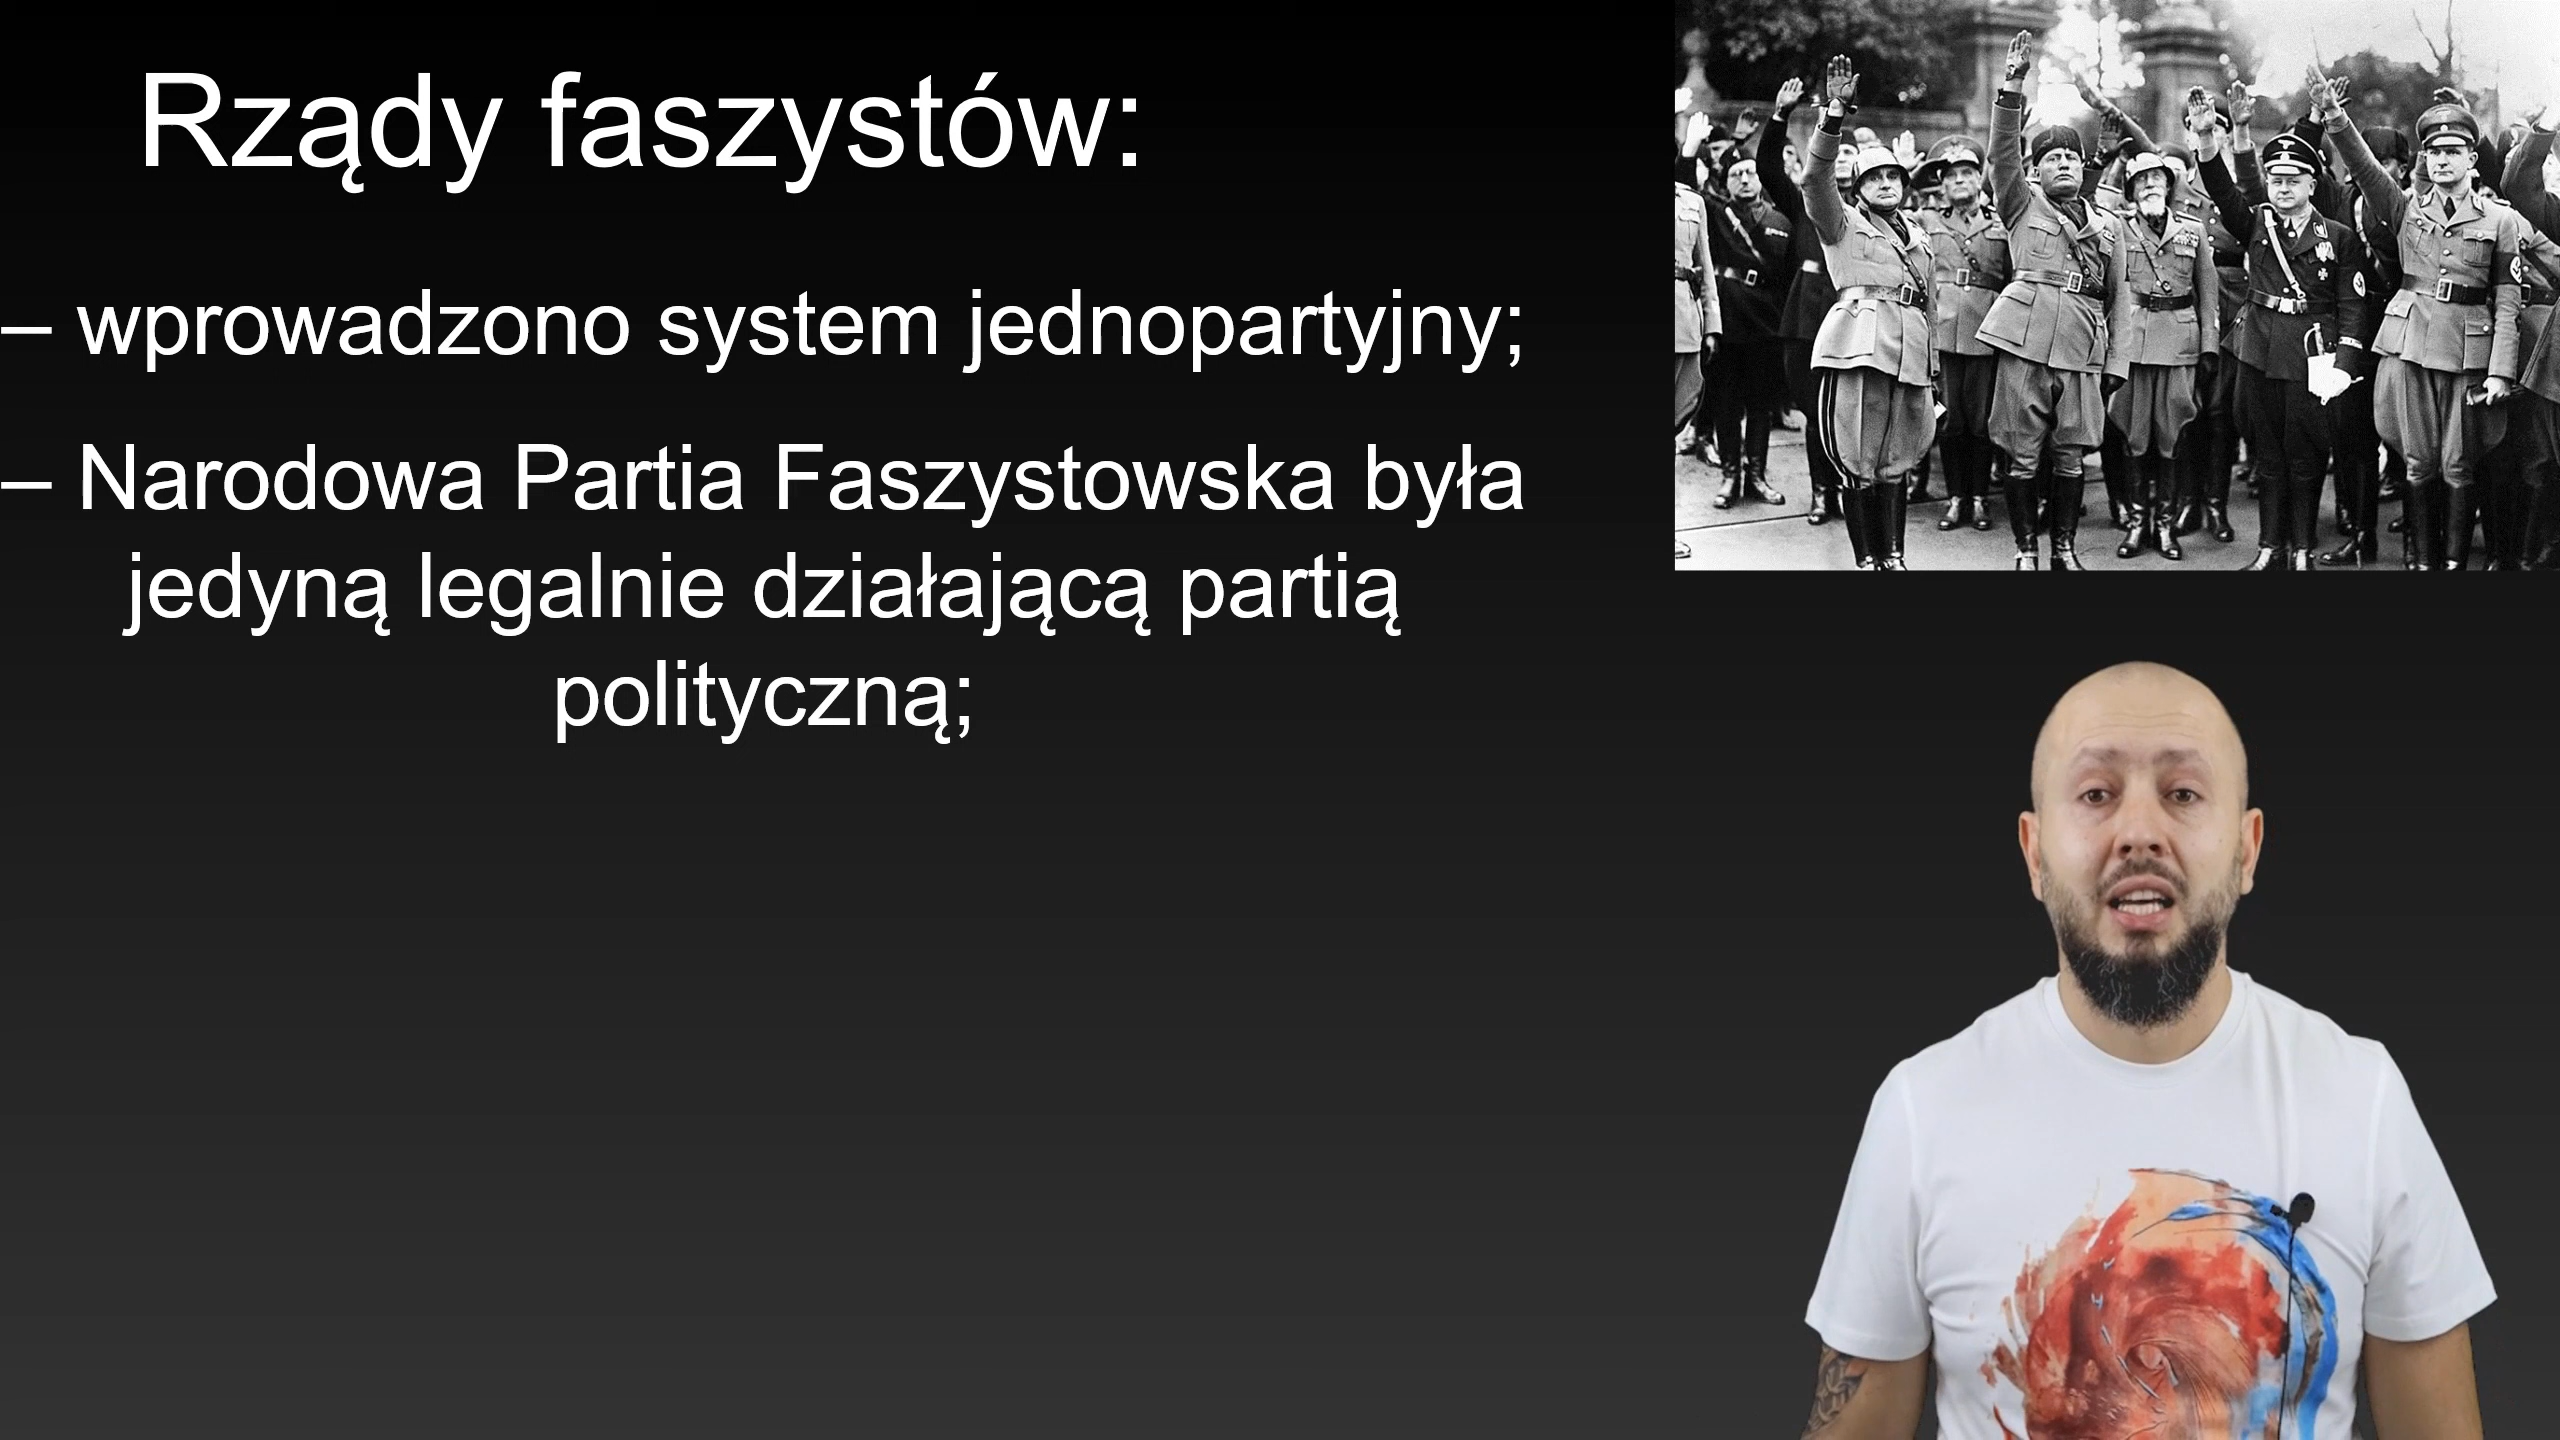 Rządy faszystów:
– wprowadzono system jednopartyjny;
– Narodowa Partia Faszystowska była
jedyną legalnie działającą partią
polityczną;